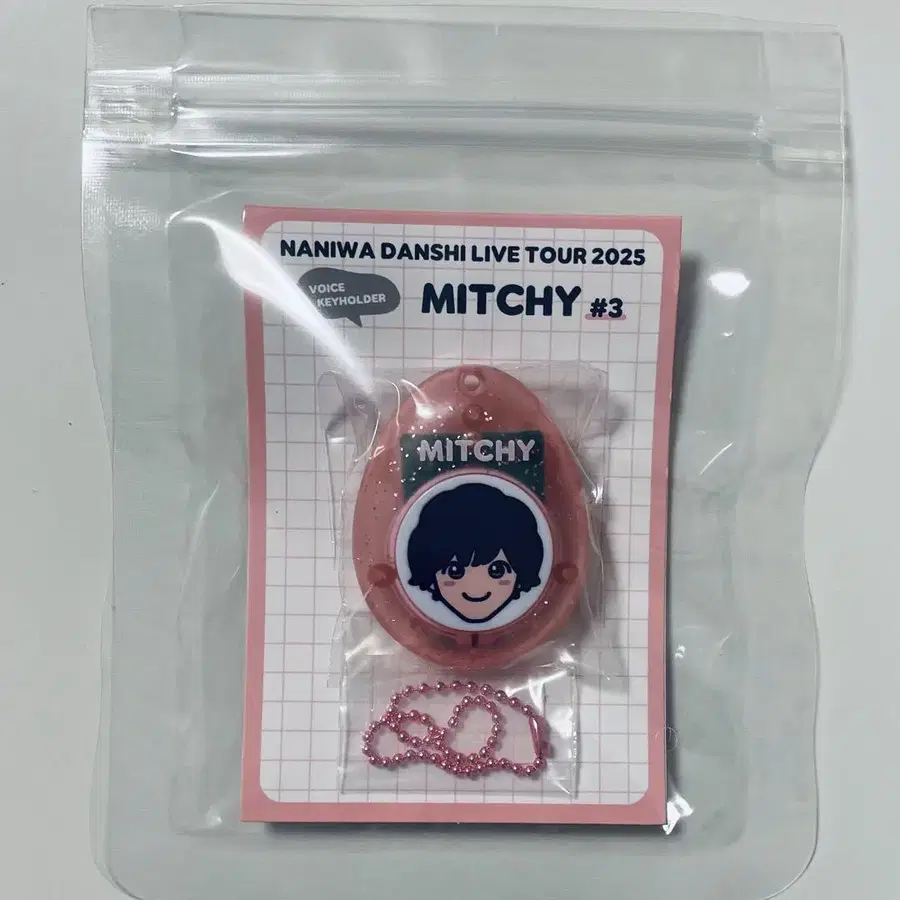 NANIWA DANSHI LIVE TOUR 2025
VOICE
KEYHOLDER
MITCHY #3
MITCHY